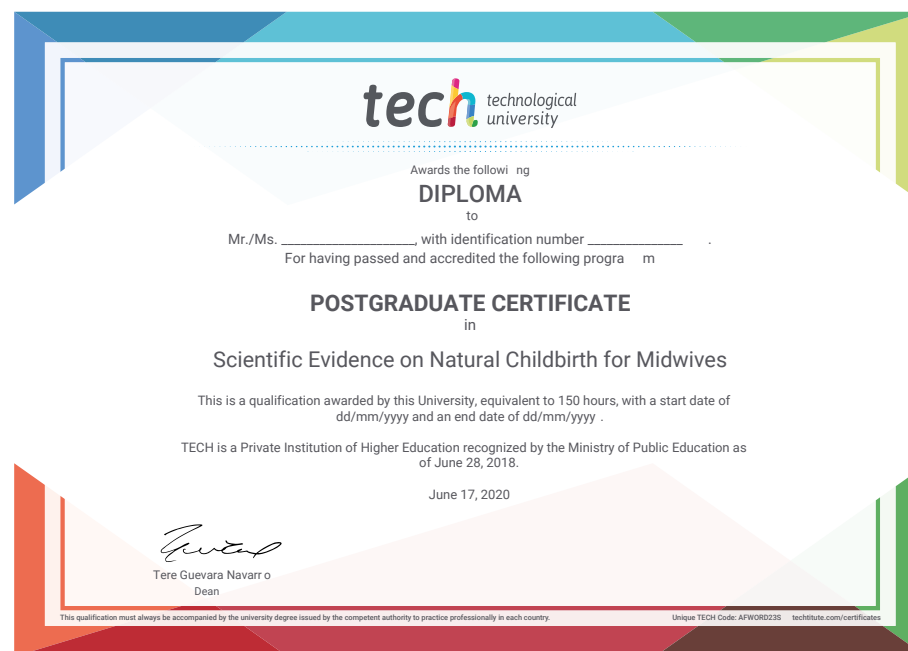 tech technological
university
Awards the followi ng
DIPLOMA
to
Mr./Ms. _____________________, with identification number _______________ .
For having passed and accredited the following progra m
POSTGRADUATE CERTIFICATE
in
Scientific Evidence on Natural Childbirth for Midwives
This is a qualification awarded by this University, equivalent to 150 hours, with a start date of
dd/mm/yyyy and an end date of dd/mm/yyyy .
TECH is a Private Institution of Higher Education recognized by the Ministry of Public Education as
of June 28, 2018.
June 17, 2020
Tere Guevara Navarr o
Dean
This qualification must always be accompanied by the university degree issued by the competent authority to practice professionally in each country. Unique TECH Code: AFWORD23S techtitute.com/certificates